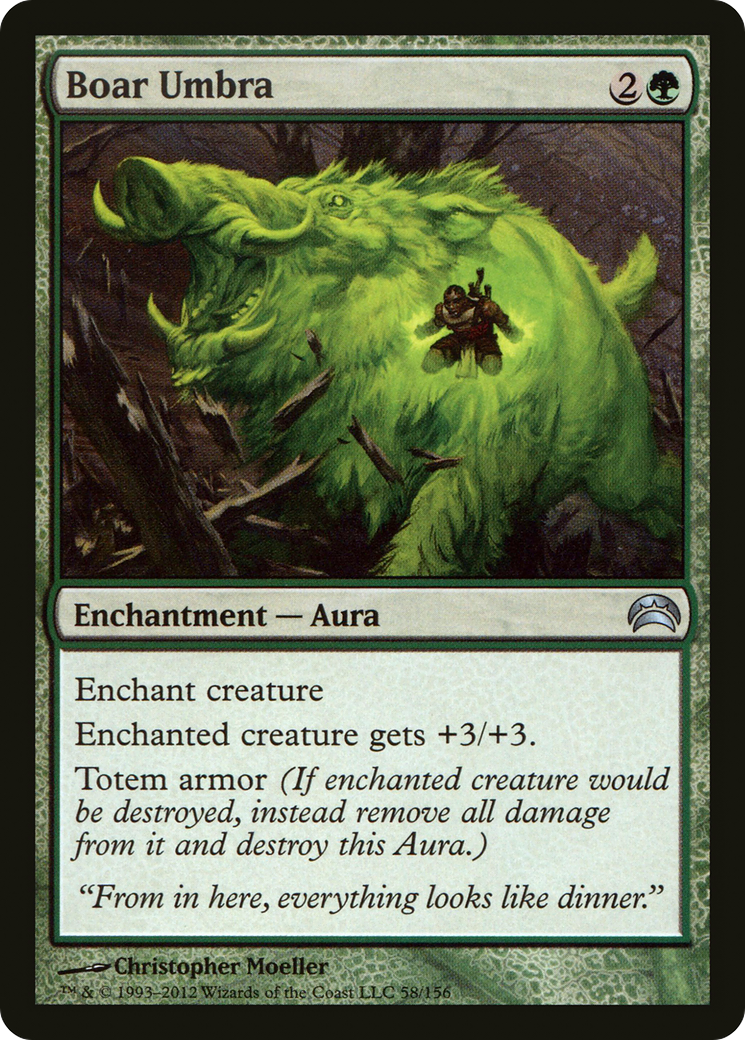 Boar Umbra 2
Enchantment — Aura
Enchant creature
Enchanted creature gets +3/+3.
Totem armor (If enchanted creature would
be destroyed, instead remove all damage
from it and destroy this Aura.)
“From in here, everything looks like dinner.”
Christopher Moeller
™ & © 1993–2012 Wizards of the Coast LLC 58/156